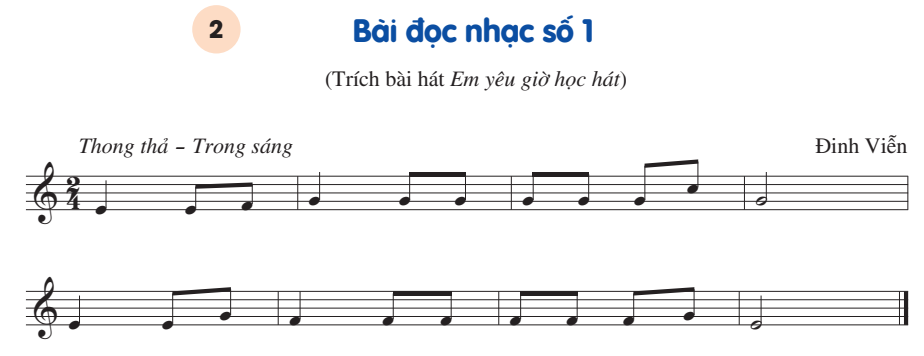 2
Bài đọc nhạc số 1
(Trích bài hát Em yêu giờ học hát)
Thong thả – Trong sáng
Đinh Viễn
2
4